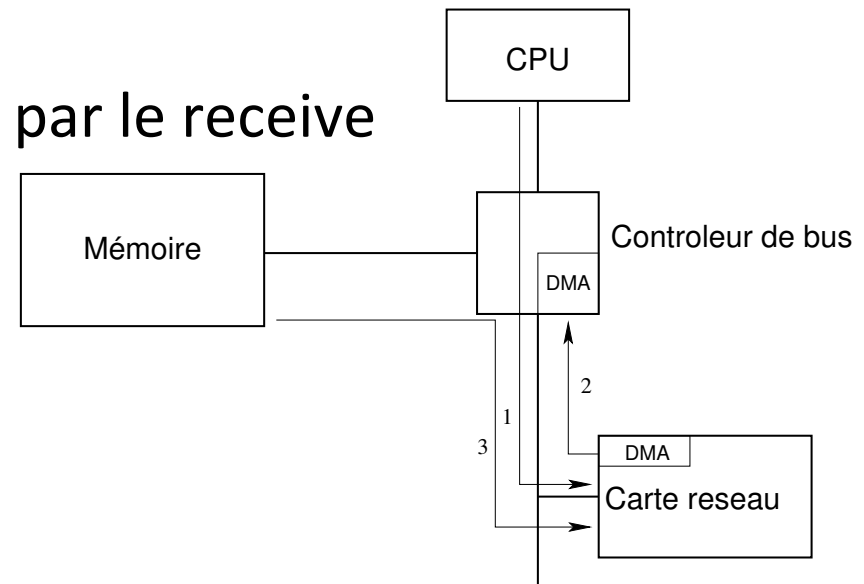 CPU
par le receive
Mémoire
Controleur de bus
DMA
2
1
3
DMA
Carte reseau